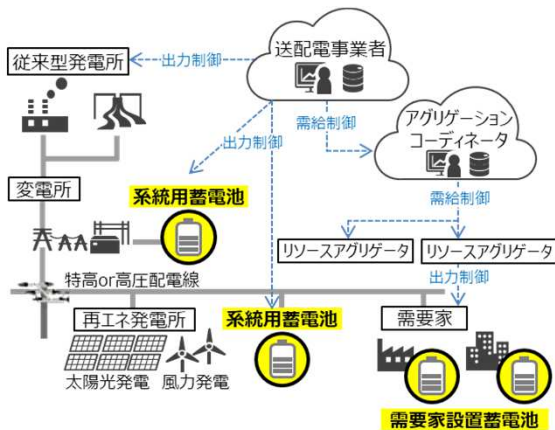 送配電事業者
従来型発電所
出力制御
需給制御
アグリゲーション
コーディネータ
出力制御
変電所
系統用蓄電池
需給制御
リソースアグリゲータ
リソースアグリゲータ
特高or高圧配電線
出力制御
再エネ発電所
系統用蓄電池
需要家
太陽光発電
風力発電
需要家設置蓄電池